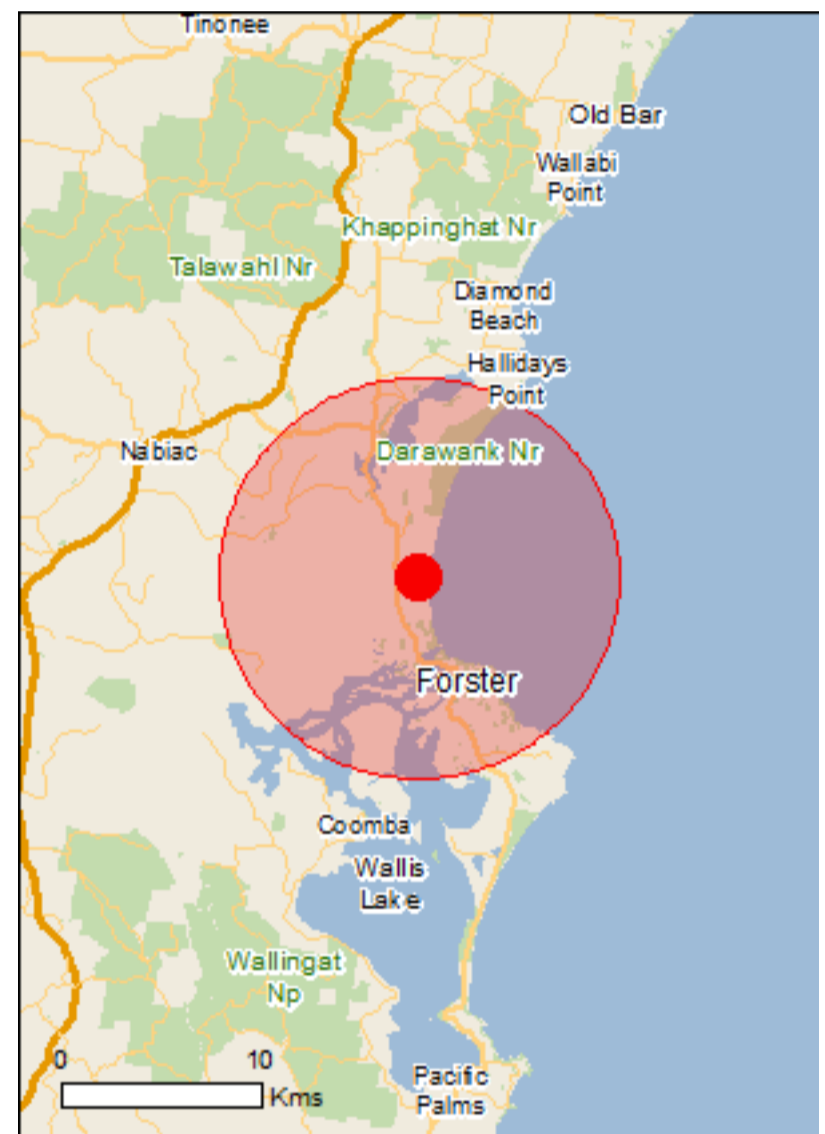 Tinonee
Old Bar
Wallabi
Point
Khappinghat Nr
Talawahl Nr
Diamond
Beach
Hallidays
Point
Nabiac
Darawank Nr
Forster
Coomba
Wallis
Lake
Wallingat
Np
0 10
Kms
Pacific
Palms